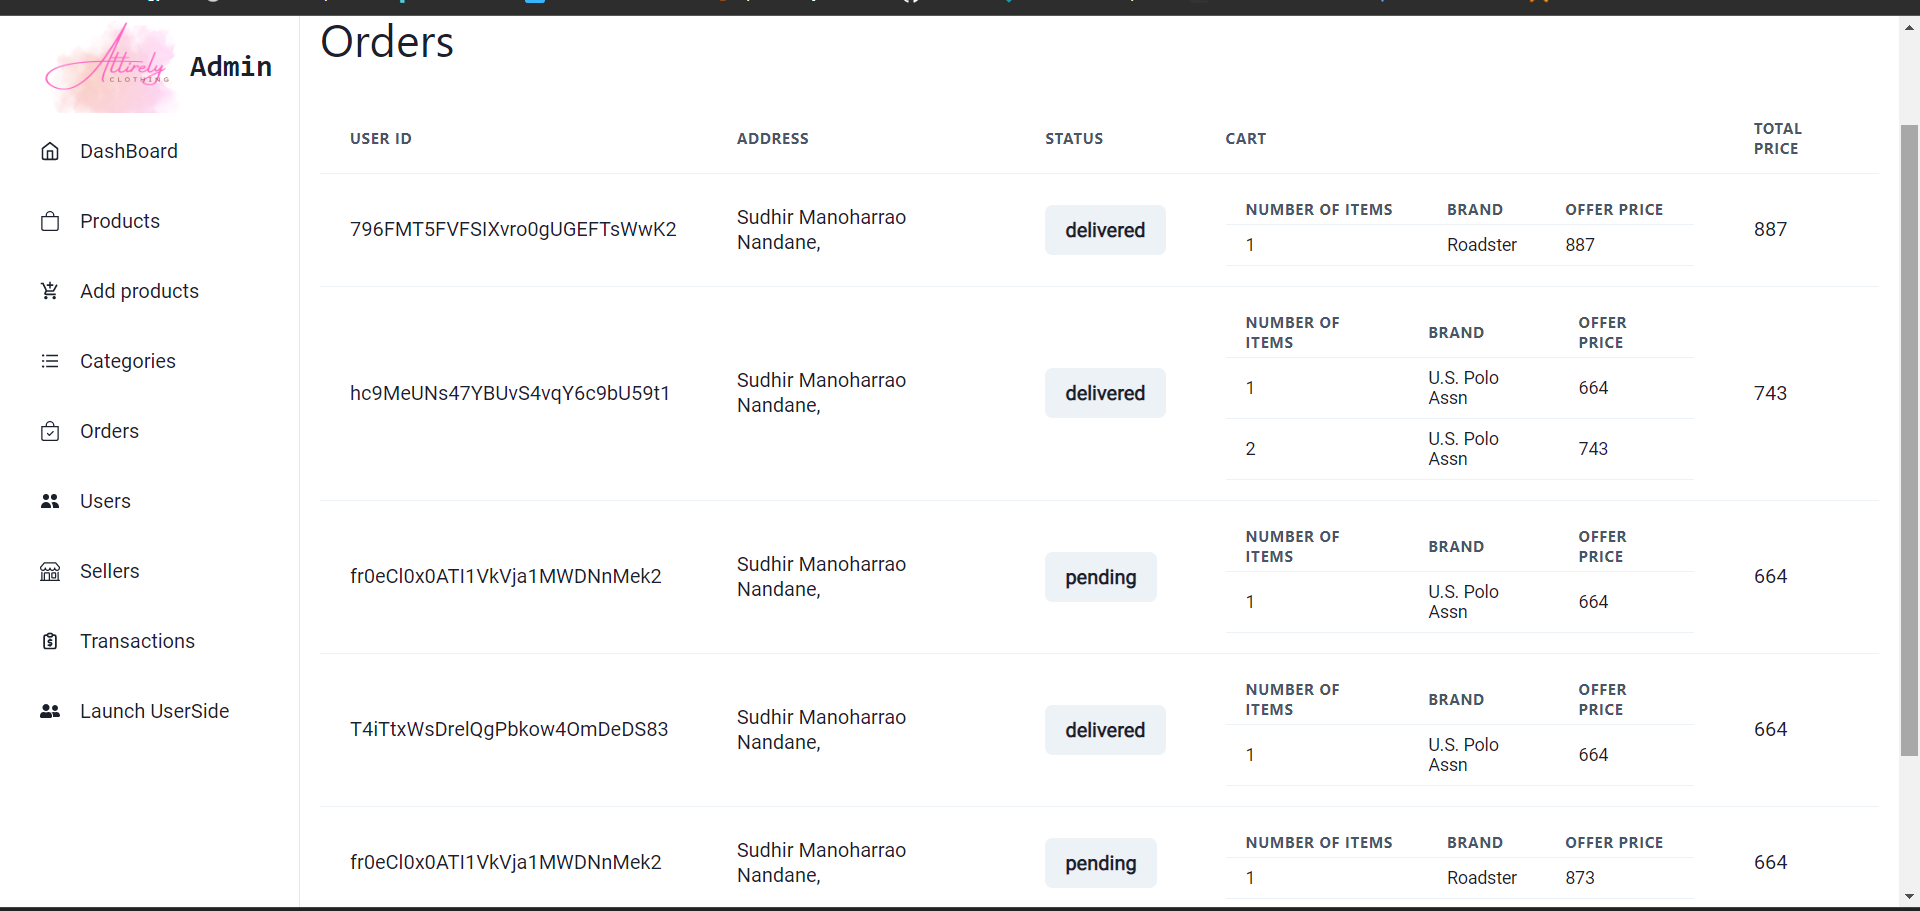 Attirely
CLOTHING
Admin
DashBoard
Products
Add products
Categories
Orders
Users
Sellers
Transactions
Launch UserSide
Orders
USER ID ADDRESS STATUS CART TOTAL
PRICE
796FMT5FVFSIXvro0gUGEFTsWwK2
Sudhir Manoharrao
Nandane,
delivered
NUMBER OF ITEMS BRAND OFFER PRICE
1 Roadster 887
887
hc9MeUNs47YBUvS4vqY6c9bU59t1
Sudhir Manoharrao
Nandane,
delivered
NUMBER OF
ITEMS
BRAND
OFFER
PRICE
1
U.S. Polo
Assn
664
2
U.S. Polo
Assn
743
743
fr0eCl0x0ATI1VkVja1MWDNnMek2
Sudhir Manoharrao
Nandane,
pending
NUMBER OF
ITEMS
BRAND
OFFER
PRICE
1
U.S. Polo
Assn
664
664
T4iTtxWsDrelQgPbkow4OmDeDS83
Sudhir Manoharrao
Nandane,
delivered
NUMBER OF
ITEMS
BRAND
OFFER
PRICE
1
U.S. Polo
Assn
664
664
fr0eCl0x0ATI1VkVja1MWDNnMek2
Sudhir Manoharrao
Nandane,
pending
NUMBER OF ITEMS BRAND OFFER PRICE
1 Roadster 873
664